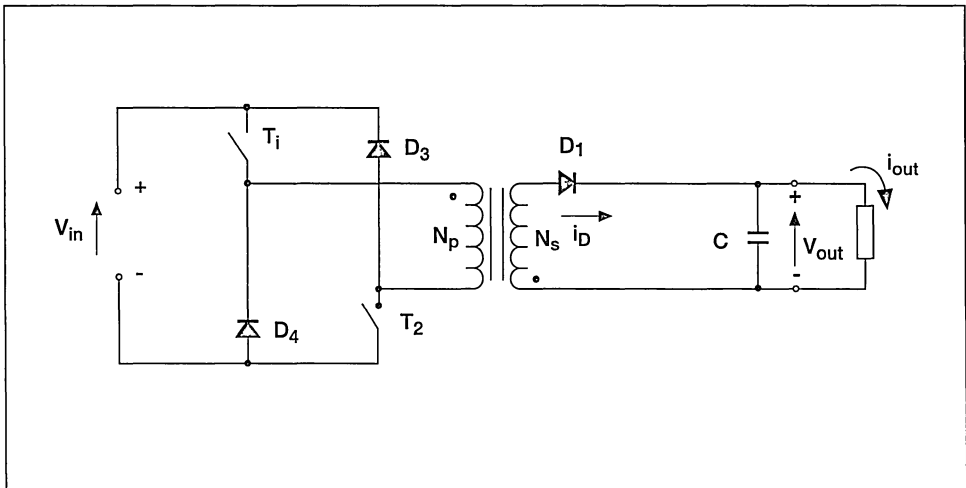 Ti
D3
D1
iout
+
+
Vin
Np
Ns
iD
C
Vout
-
-
D4
T2